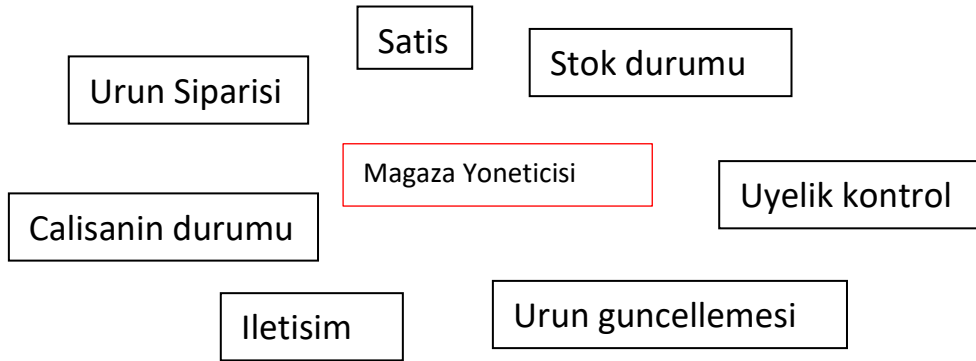 Satis
Stok durumu
Urun Siparisi
Magaza Yoneticisi
Uyelik kontrol
Calisanin durumu
Urun guncellemesi
Iletisim